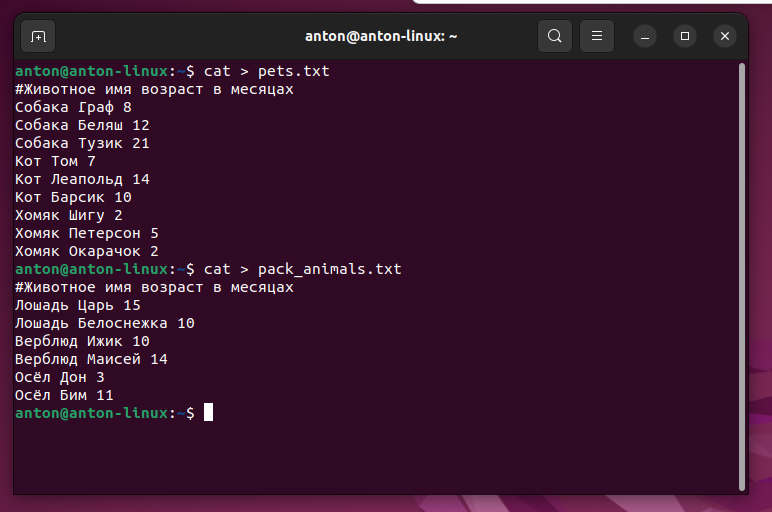 anton@anton-linux: ~
anton@anton-linux:~$ cat > pets.txt
#Животное имя возраст в месяцах
Собака Граф 8
Собака Беляш 12
Собака Тузик 21
Кот Том 7
Кот Леапольд 14
Кот Барсик 10
Хомяк Шигу 2
Хомяк Петерсон 5
Хомяк Окарачок 2
anton@anton-linux:~$ cat > pack_animals.txt
#Животное имя возраст в месяцах
Лошадь Царь 15
Лошадь Белоснежка 10
Верблюд Ижик 10
Верблюд Маисей 14
Осёл Дон 3
Осёл Бим 11
anton@anton-linux:~$